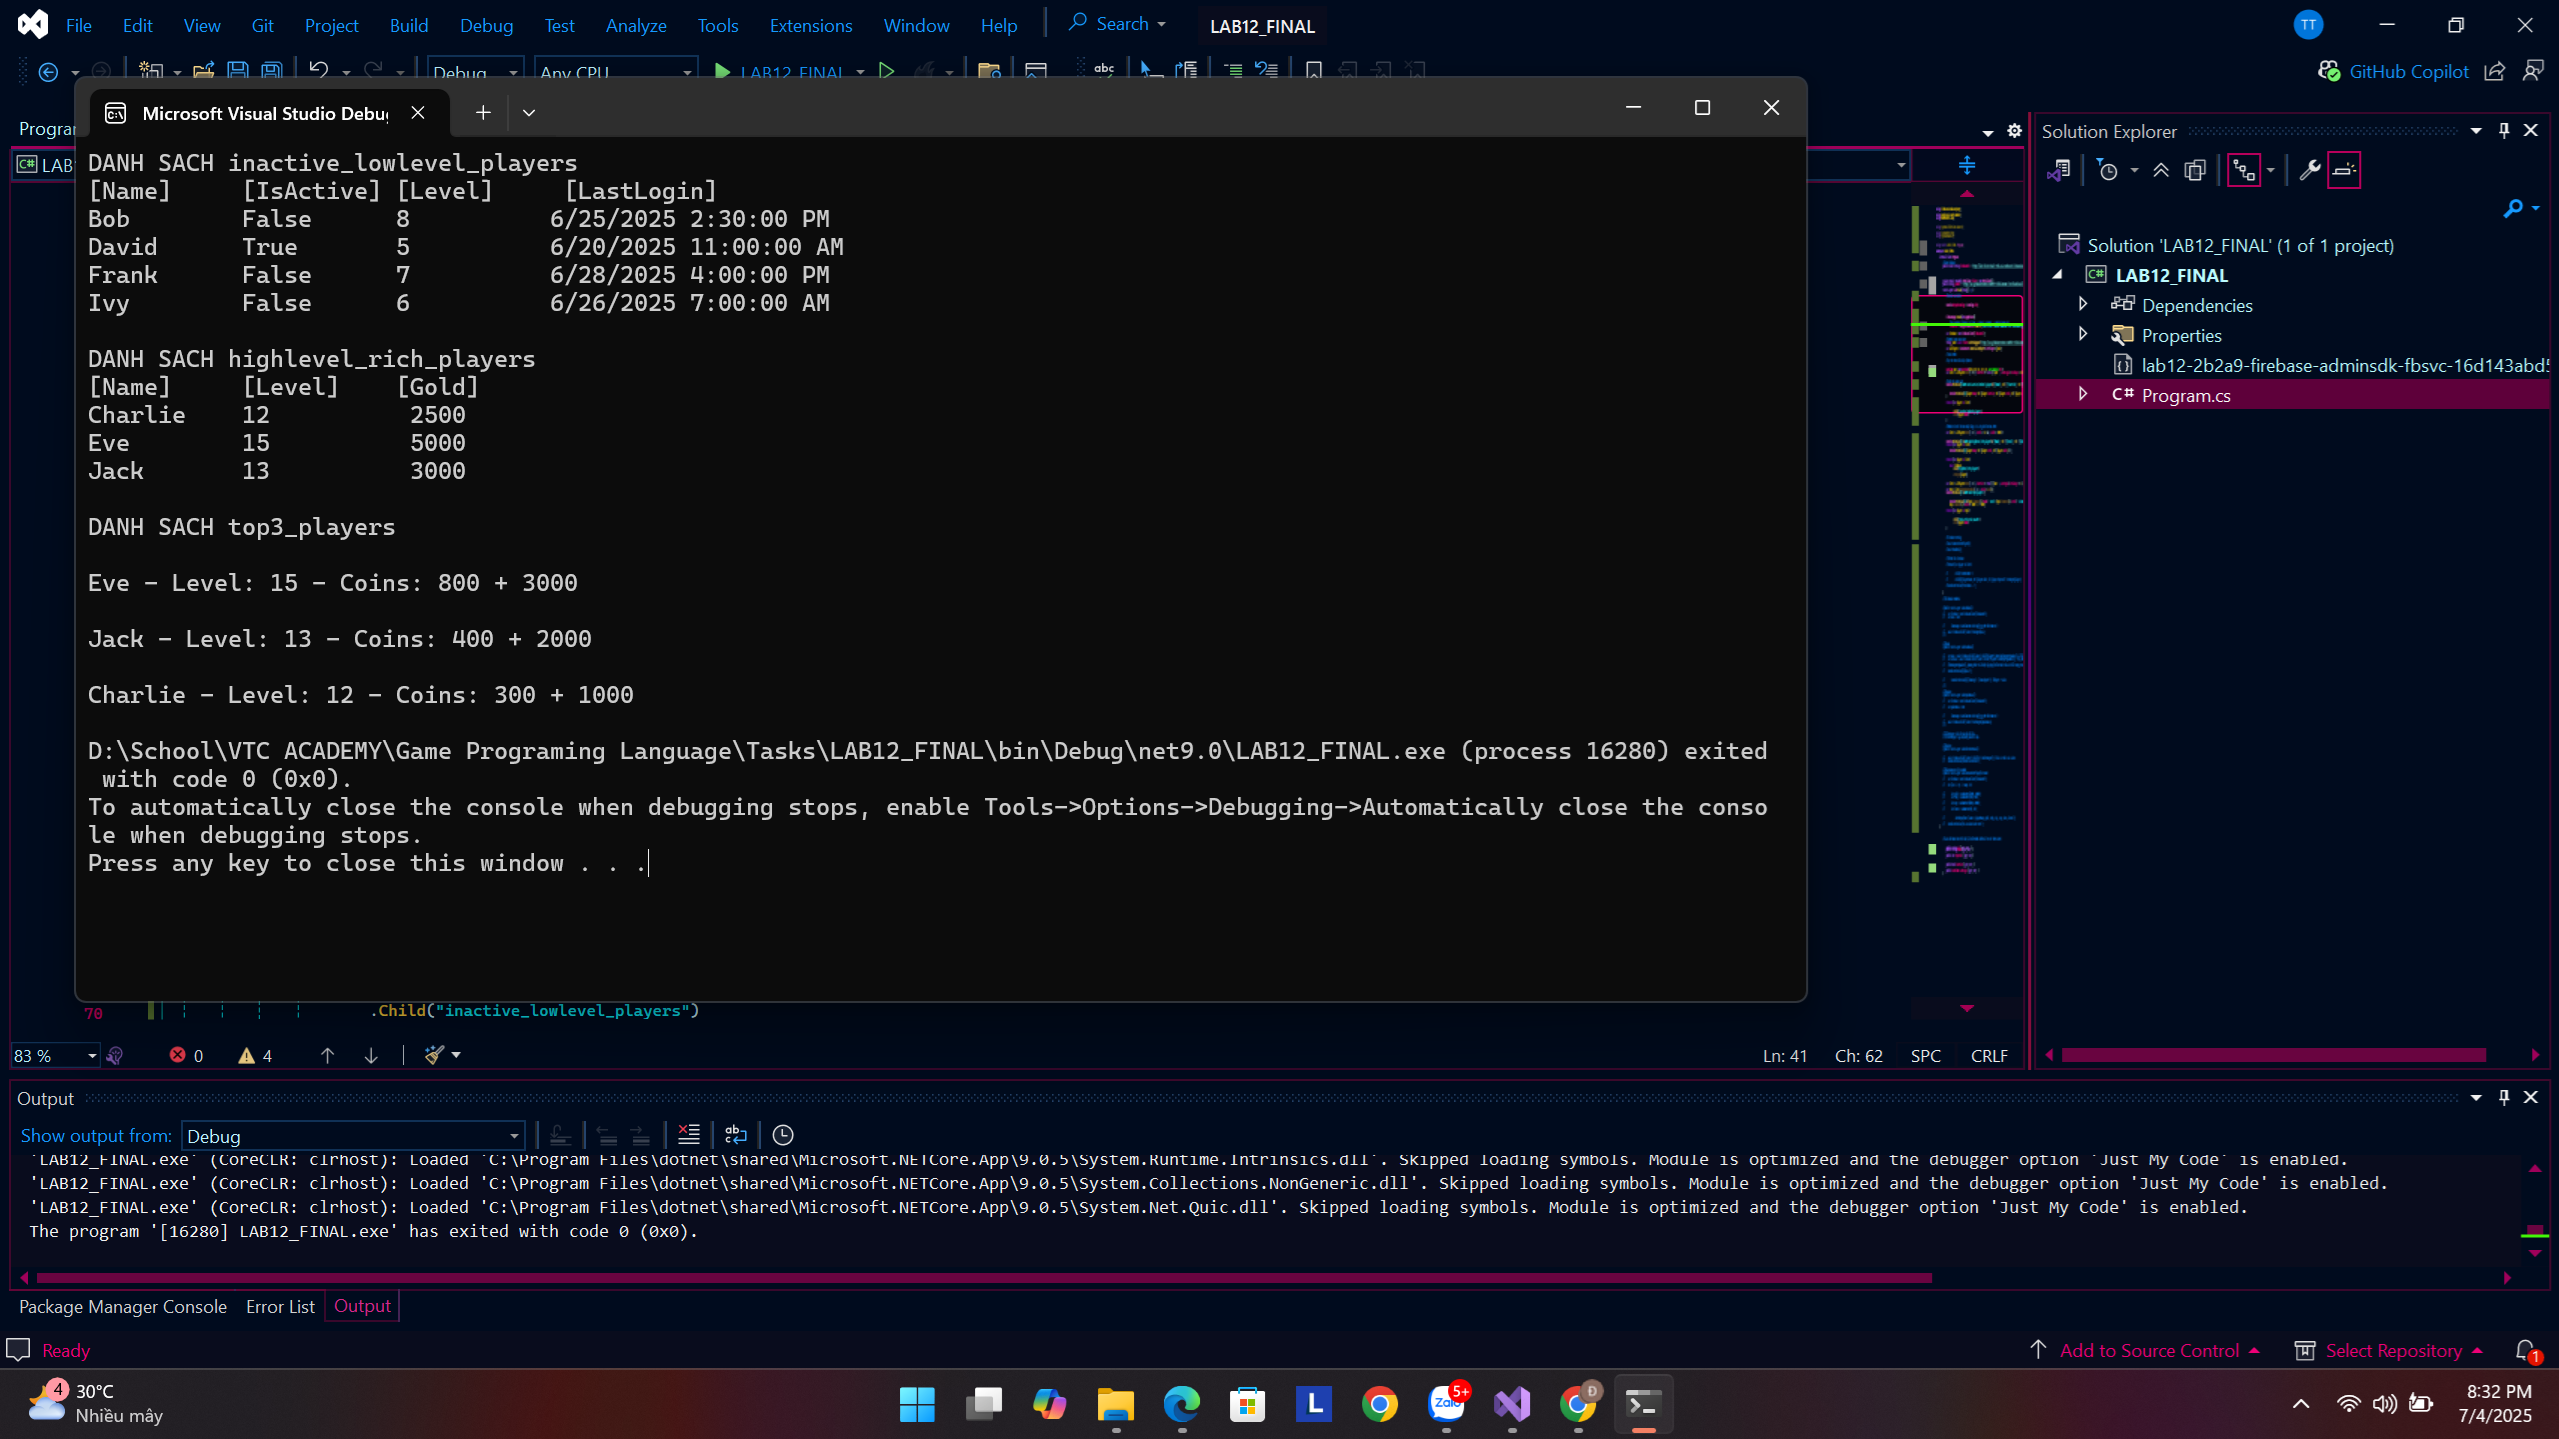 File Edit View Git Project Build Debug Test Analyze Tools Extensions Window Help Search LAB12_FINAL TT
Debug Any CPU LAB12_FINAL abc GitHub Copilot
Microsoft Visual Studio Debu
DANH SACH inactive_lowlevel_players
[Name] [IsActive] [Level] [LastLogin]
Bob False 8 6/25/2025 2:30:00 PM
David True 5 6/20/2025 11:00:00 AM
Frank False 7 6/28/2025 4:00:00 PM
Ivy False 6 6/26/2025 7:00:00 AM
DANH SACH highlevel_rich_players
[Name] [Level] [Gold]
Charlie 12 2500
Eve 15 5000
Jack 13 3000
DANH SACH top3_players
Eve - Level: 15 - Coins: 800 + 3000
Jack - Level: 13 - Coins: 400 + 2000
Charlie - Level: 12 - Coins: 300 + 1000
D:\School\VTC ACADEMY\Game Programing Language\Tasks\LAB12_FINAL\bin\Debug\net9.0\LAB12_FINAL.exe (process 16280) exited
with code 0 (0x0).
To automatically close the console when debugging stops, enable Tools->Options->Debugging->Automatically close the conso
le when debugging stops.
Press any key to close this window . . .
Program
C# LAB
70 .Child("inactive_lowlevel_players")
83 % 0 4 Ln: 41 Ch: 62 SPC CRLF
Solution Explorer
Solution 'LAB12_FINAL' (1 of 1 project)
C# LAB12_FINAL
Dependencies
Properties
lab12-2b2a9-firebase-adminsdk-fbsvc-16d143abd5
C# Program.cs
Output
Show output from: Debug
'LAB12_FINAL.exe' (CoreCLR: clrhost): Loaded 'C:\Program Files\dotnet\shared\Microsoft.NETCore.App\9.0.5\System.Runtime.Intrinsics.dll'. Skipped loading symbols. Module is optimized and the debugger option 'Just My Code' is enabled.
'LAB12_FINAL.exe' (CoreCLR: clrhost): Loaded 'C:\Program Files\dotnet\shared\Microsoft.NETCore.App\9.0.5\System.Collections.NonGeneric.dll'. Skipped loading symbols. Module is optimized and the debugger option 'Just My Code' is enabled.
'LAB12_FINAL.exe' (CoreCLR: clrhost): Loaded 'C:\Program Files\dotnet\shared\Microsoft.NETCore.App\9.0.5\System.Net.Quic.dll'. Skipped loading symbols. Module is optimized and the debugger option 'Just My Code' is enabled.
The program '[16280] LAB12_FINAL.exe' has exited with code 0 (0x0).
Package Manager Console Error List Output
Ready Add to Source Control Select Repository 1
4 30°C
Nhiều mây
L Zalo 5+ Đ
8:32 PM
7/4/2025